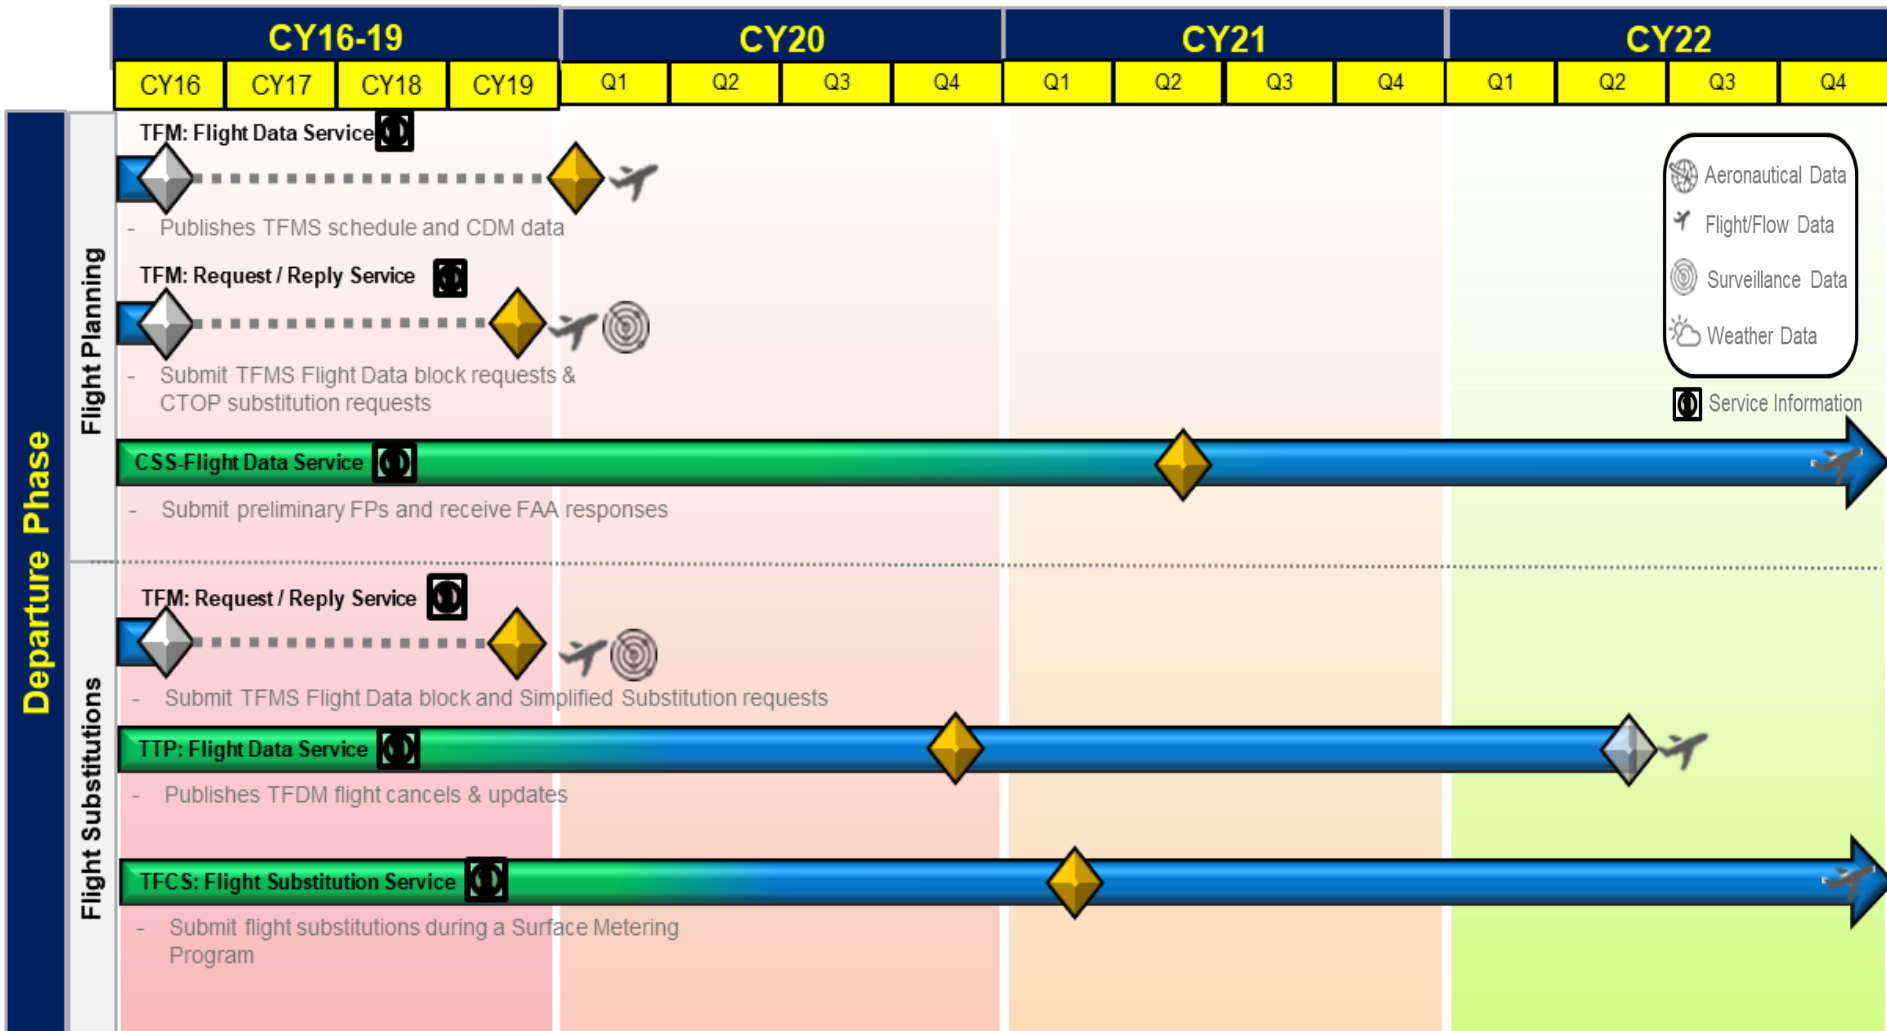 CY16-19 CY20 CY21 CY22
CY16 CY17 CY18 CY19 Q1 Q2 Q3 Q4 Q1 Q2 Q3 Q4 Q1 Q2 Q3 Q4
Departure Phase
Flight Planning
TFM: Flight Data Service
- Publishes TFMS schedule and CDM data
TFM: Request / Reply Service
- Submit TFMS Flight Data block requests &
CTOP substitution requests
CSS-Flight Data Service
- Submit preliminary FPs and receive FAA responses
Aeronautical Data
Flight/Flow Data
Surveillance Data
Weather Data
Service Information
Flight Substitutions
TFM: Request / Reply Service
- Submit TFMS Flight Data block and Simplified Substitution requests
TTP: Flight Data Service
- Publishes TFDM flight cancels & updates
TFCS: Flight Substitution Service
- Submit flight substitutions during a Surface Metering
Program